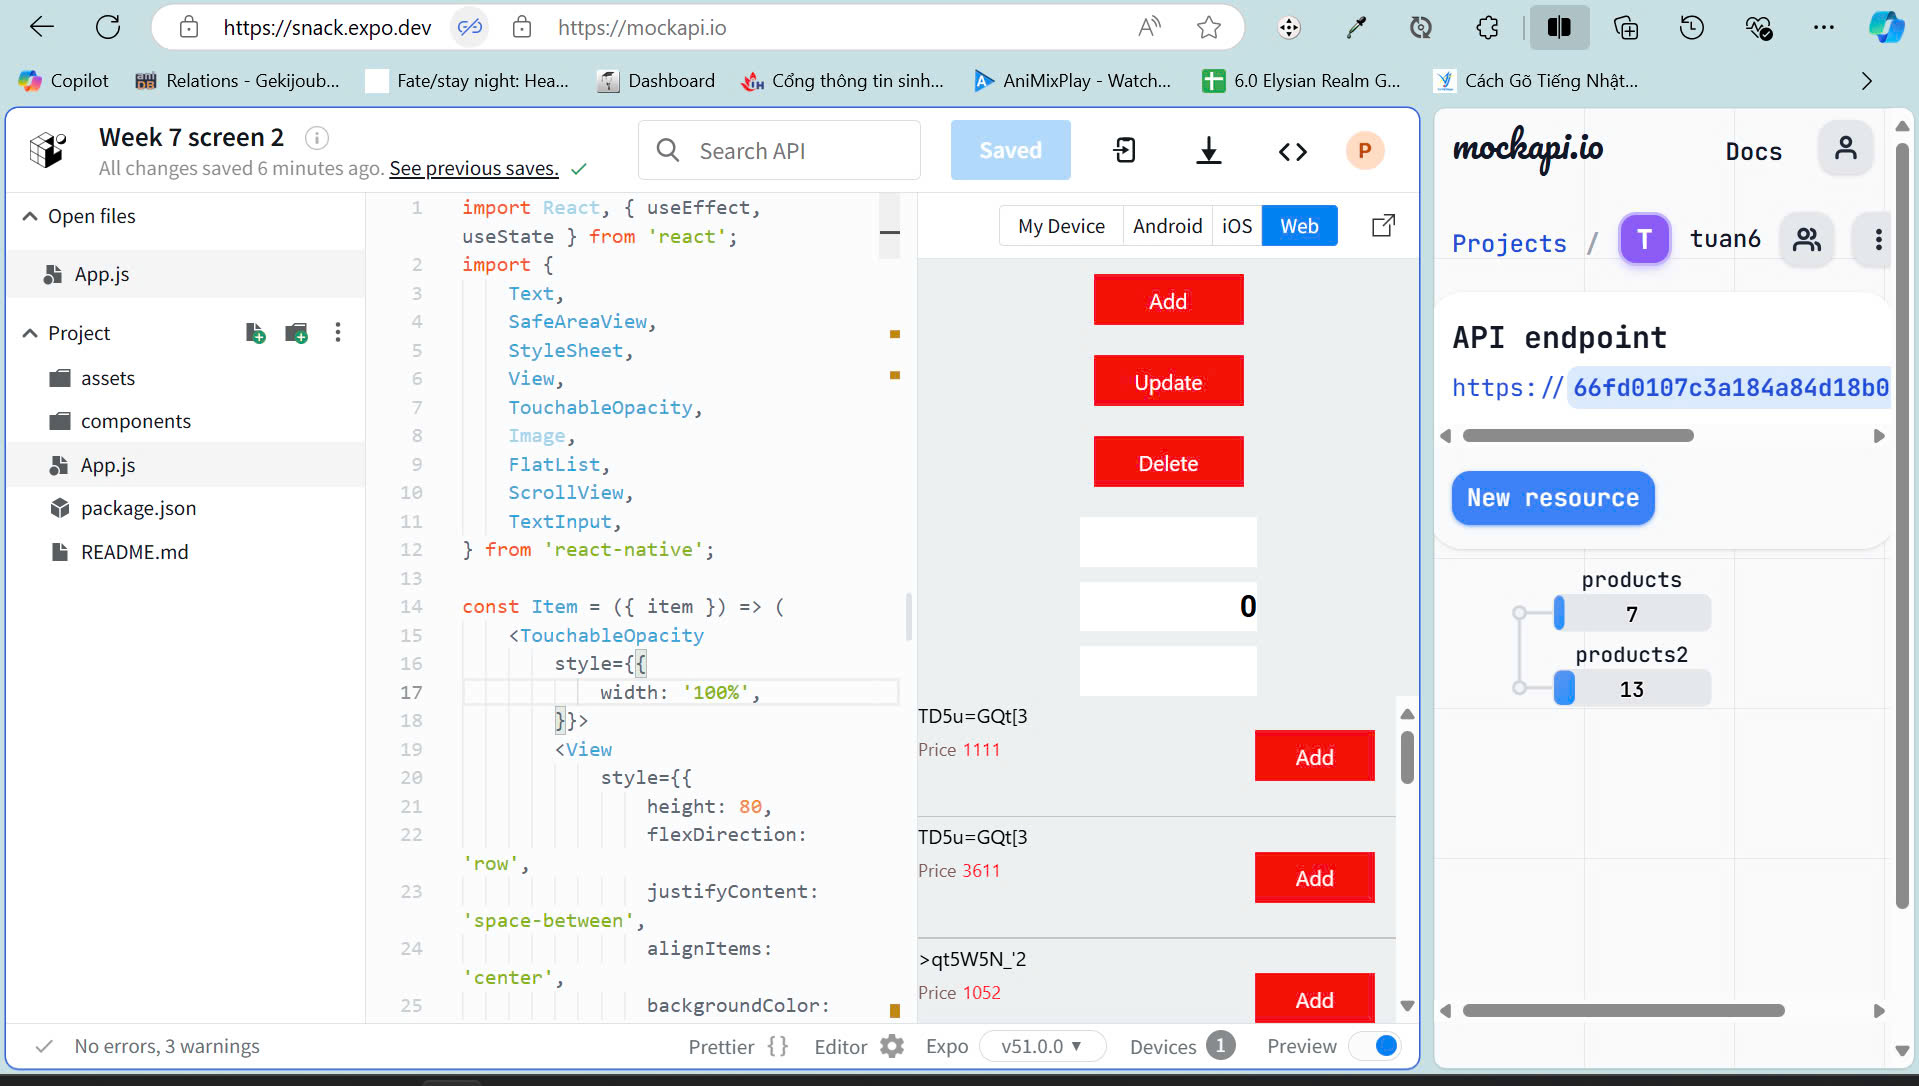 https://snack.expo.dev
https://mockapi.io
Copilot
Relations - Gekijoub...
Fate/stay night: Hea...
Dashboard
Cổng thông tin sinh...
AniMixPlay - Watch...
6.0 Elysian Realm G...
Cách Gõ Tiếng Nhật...
Week 7 screen 2
All changes saved 6 minutes ago. See previous saves.
Search API
Saved
P
Open files
App.js
Project
assets
components
App.js
package.json
README.md
1 import React, { useEffect,
useState } from 'react';
2 import {
3 Text,
4 SafeAreaView,
5 StyleSheet,
6 View,
7 TouchableOpacity,
8 Image,
9 FlatList,
10 ScrollView,
11 TextInput,
12 } from 'react-native';
13
14 const Item = ({ item }) => (
15 <TouchableOpacity
16 style={{
17 width: '100%',
18 }}>
19 <View
20 style={{
21 height: 80,
22 flexDirection:
'row',
23 justifyContent:
'space-between',
24 alignItems:
'center',
25 backgroundColor:
My Device
Android
iOS
Web
Add
Update
Delete
0
TD5u=GQt[3
Price 1111
Add
TD5u=GQt[3
Price 3611
Add
>qt5W5N_'2
Price 1052
Add
No errors, 3 warnings
Prettier {}
Editor
Expo
v51.0.0
Devices 1
Preview
mockapi.io
Docs
Projects / T tuan6
API endpoint
https://66fd0107c3a184a84d18b0
New resource
products
7
products2
13